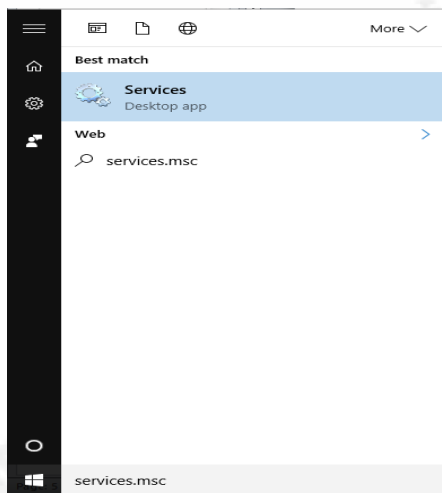 More
Best match
Services
Desktop app
Web
services.msc
services.msc